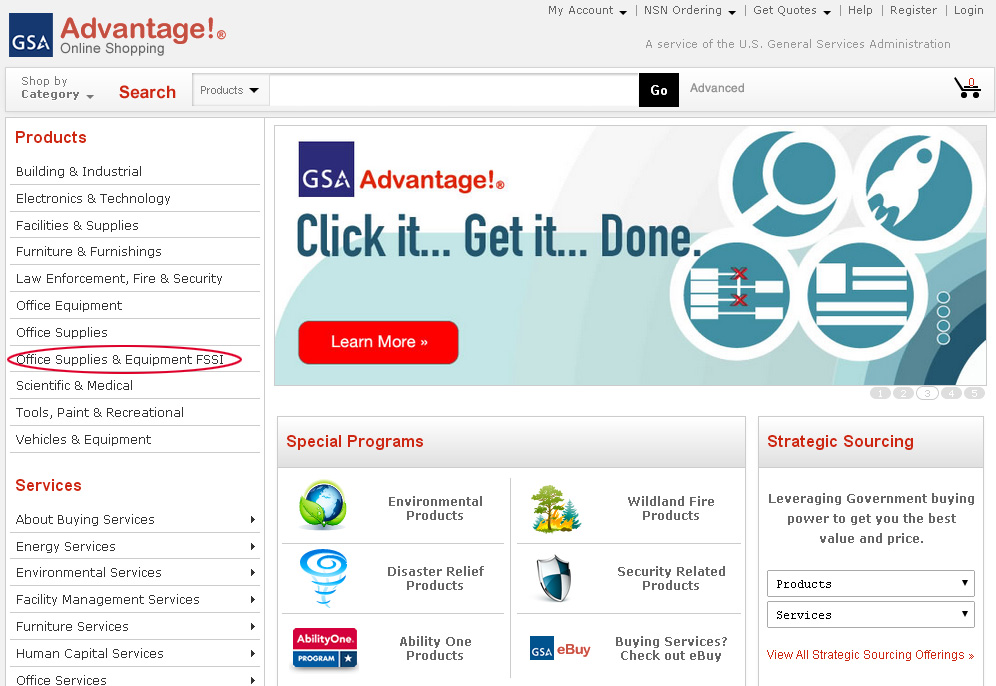 My Account | NSN Ordering | Get Quotes | Help | Register | Login
GSA
Advantage!®
Online Shopping
A service of the U.S. General Services Administration
Shop by
Category
Search
Products
Go
Advanced
0
Products
Building & Industrial
Electronics & Technology
Facilities & Supplies
Furniture & Furnishings
Law Enforcement, Fire & Security
Office Equipment
Office Supplies
Office Supplies & Equipment FSSI
Scientific & Medical
Tools, Paint & Recreational
Vehicles & Equipment
Services
About Buying Services
Energy Services
Environmental Services
Facility Management Services
Furniture Services
Human Capital Services
Office Services
GSA Advantage!®
Click it... Get it... Done.
Learn More »
1 2 3 4 5
Special Programs
Environmental
Products
Wildland Fire
Products
Disaster Relief
Products
Security Related
Products
AbilityOne
PROGRAM
Ability One
Products
GSA eBuy
Buying Services?
Check out eBuy
Strategic Sourcing
Leveraging Government buying
power to get you the best
value and price.
Products
Services
View All Strategic Sourcing Offerings »